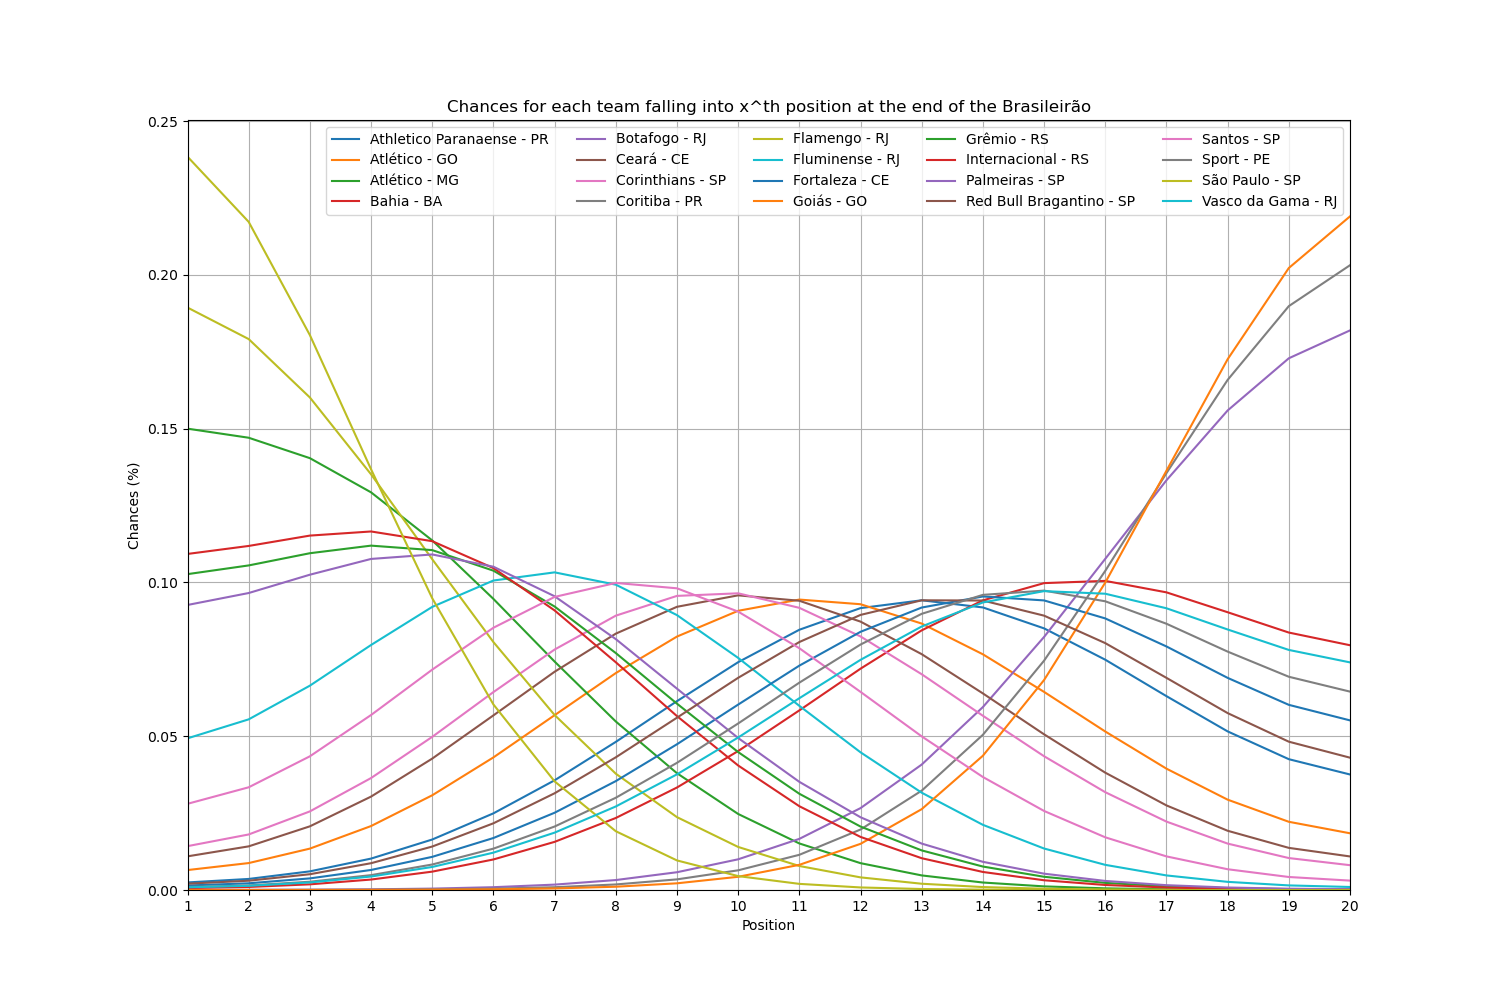 Chances for each team falling into x^th position at the end of the Brasileirão
Athletico Paranaense - PR
Atlético - GO
Atlético - MG
Bahia - BA
Botafogo - RJ
Ceará - CE
Corinthians - SP
Coritiba - PR
Flamengo - RJ
Fluminense - RJ
Fortaleza - CE
Goiás - GO
Grêmio - RS
Internacional - RS
Palmeiras - SP
Red Bull Bragantino - SP
Santos - SP
Sport - PE
São Paulo - SP
Vasco da Gama - RJ
Chances (%)
0.25
0.20
0.15
0.10
0.05
0.00
1 2 3 4 5 6 7 8 9 10 11 12 13 14 15 16 17 18 19 20
Position